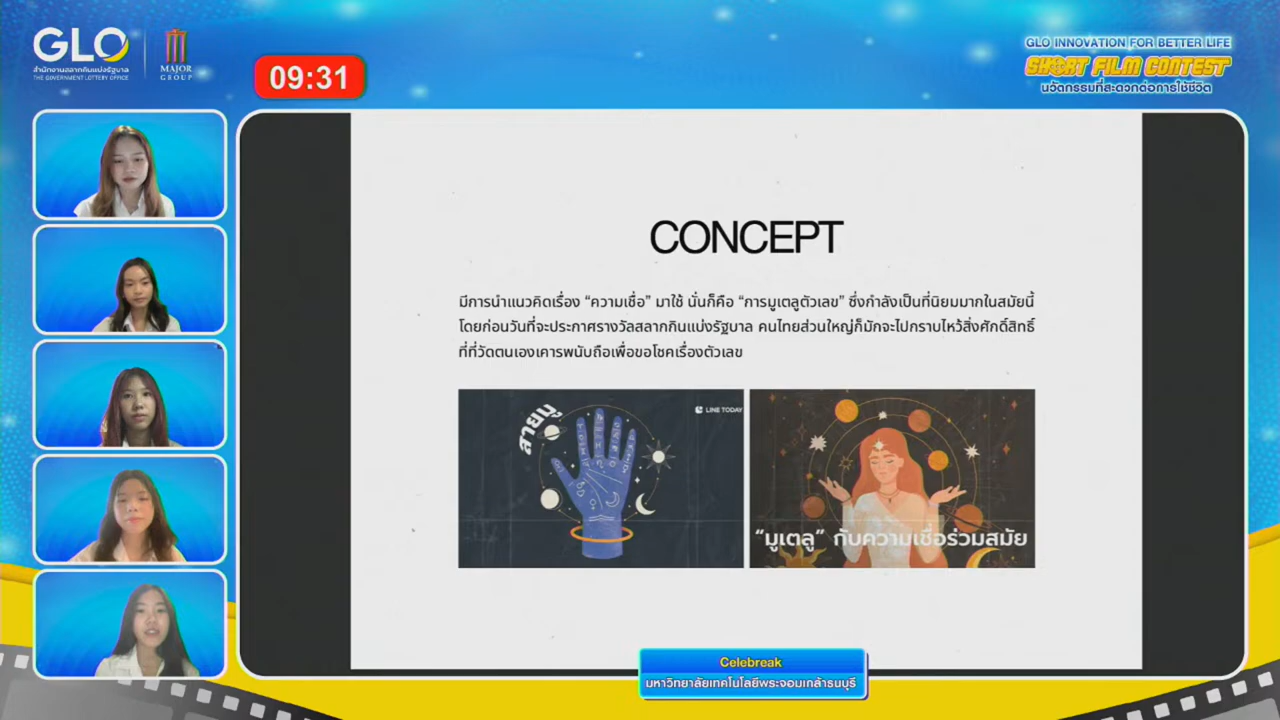 GLO
สำนักงานสลากกินแบ่งรัฐบาล
THE GOVERNMENT LOTTERY OFFICE
MAJOR
GROUP
09:31
GLO INNOVATION FOR BETTER LIFE
SHORT FILM CONTEST
นวัตกรรมที่สะดวกต่อการใช้ชีวิต
CONCEPT
มีการนำแนวคิดเรื่อง “ความเชื่อ” มาใช้ นั่นก็คือ “การมูเตลูตัวเลข” ซึ่งกำลังเป็นที่นิยมมากในสมัยนี้
โดยก่อนวันที่จะประกาศรางวัลสลากกินแบ่งรัฐบาล คนไทยส่วนใหญ่ก็มักจะไปกราบไหว้สิ่งศักดิ์สิทธิ์
ที่ที่วัดตนเองเคารพนับถือเพื่อขอโชคเรื่องตัวเลข
สายมู
LINE TODAY
“มูเตลู” กับความเชื่อร่วมสมัย
Celebreak
มหาวิทยาลัยเทคโนโลยีพระจอมเกล้าธนบุรี